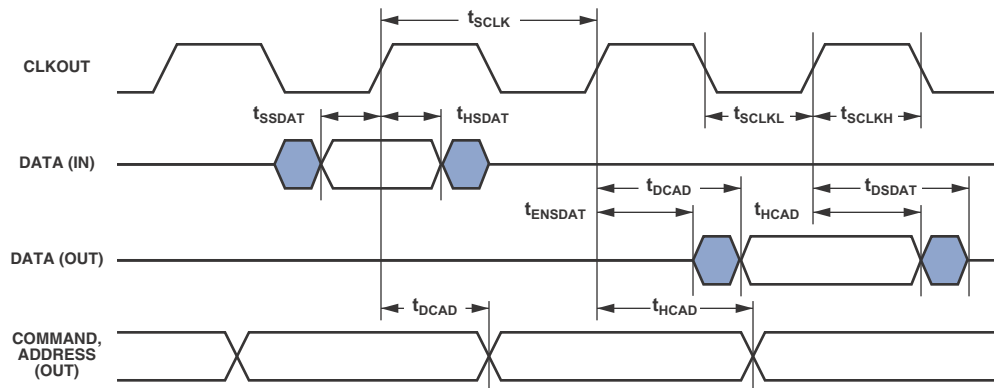 tSCLK
CLKOUT
tSSDAT
tHSDAT
tSCLKL
tSCLKH
DATA (IN)
tDCAD
tDSDAT
tENSDAT
tHCAD
DATA (OUT)
tDCAD
tHCAD
COMMAND,
ADDRESS
(OUT)